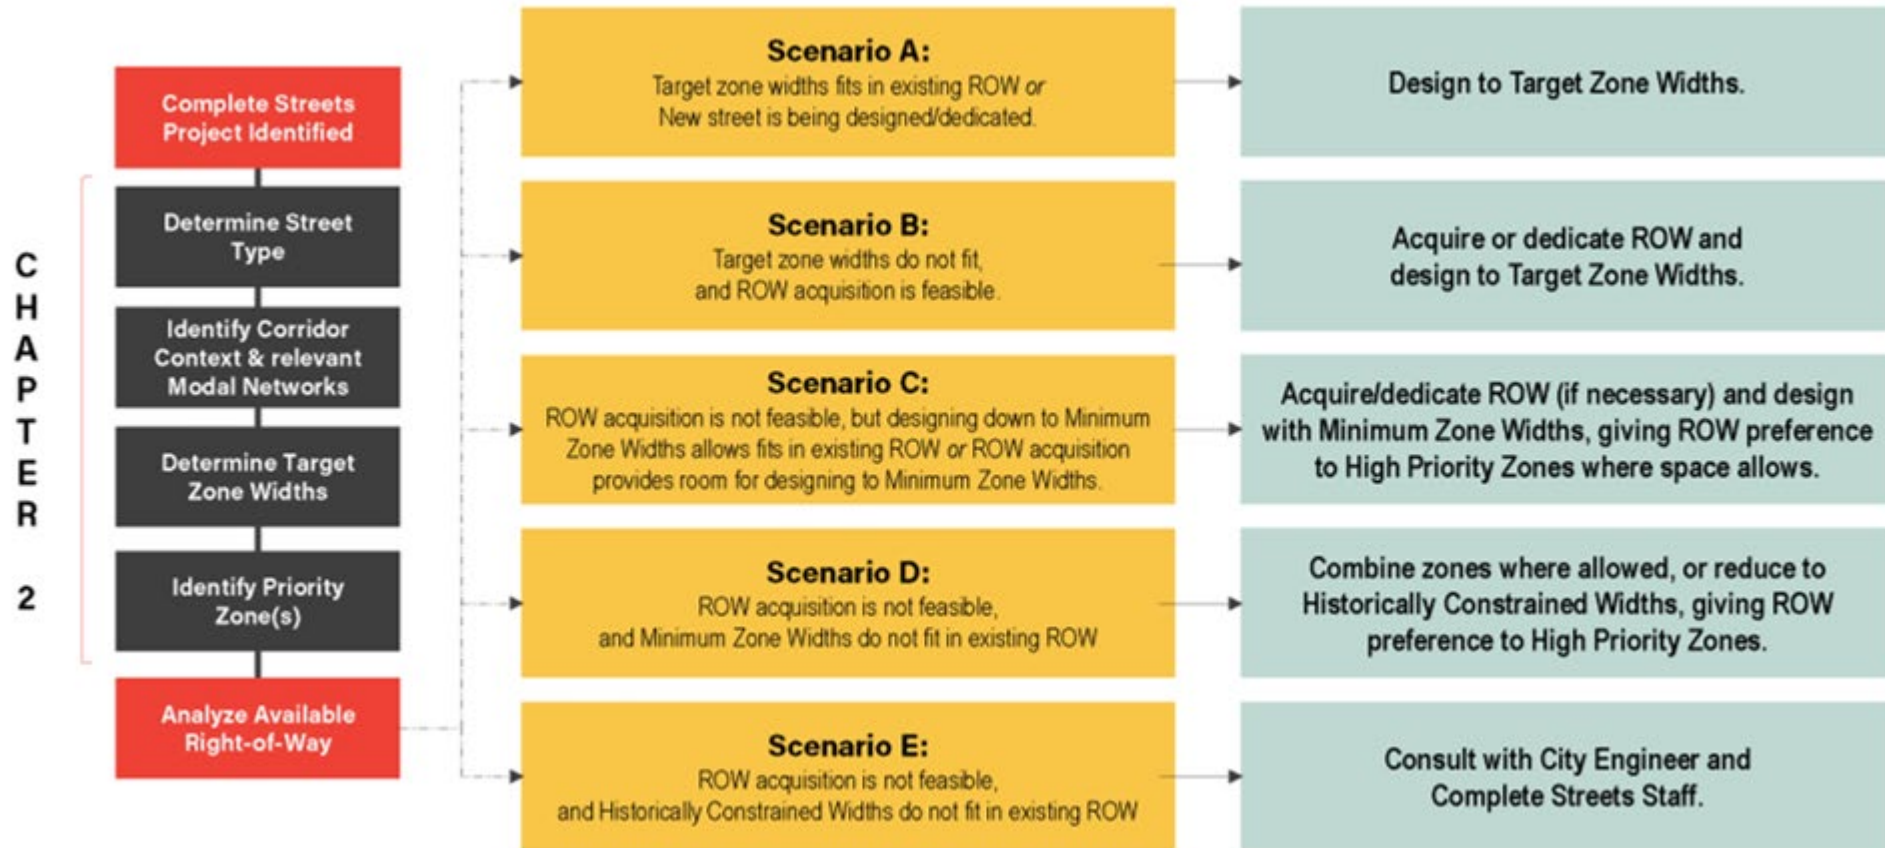 Complete Streets
Project Identified
CHAPTER 2
Determine Street
Type
Identify Corridor
Context & relevant
Modal Networks
Determine Target
Zone Widths
Identify Priority
Zone(s)
Analyze Available
Right-of-Way
Scenario A:
Target zone widths fits in existing ROW or
New street is being designed/dedicated.
Design to Target Zone Widths.
Scenario B:
Target zone widths do not fit,
and ROW acquisition is feasible.
Acquire or dedicate ROW and
design to Target Zone Widths.
Scenario C:
ROW acquisition is not feasible, but designing down to Minimum
Zone Widths allows fits in existing ROW or ROW acquisition
provides room for designing to Minimum Zone Widths.
Acquire/dedicate ROW (if necessary) and design
with Minimum Zone Widths, giving ROW preference
to High Priority Zones where space allows.
Scenario D:
ROW acquisition is not feasible,
and Minimum Zone Widths do not fit in existing ROW
Combine zones where allowed, or reduce to
Historically Constrained Widths, giving ROW
preference to High Priority Zones.
Scenario E:
ROW acquisition is not feasible,
and Historically Constrained Widths do not fit in existing ROW
Consult with City Engineer and
Complete Streets Staff.